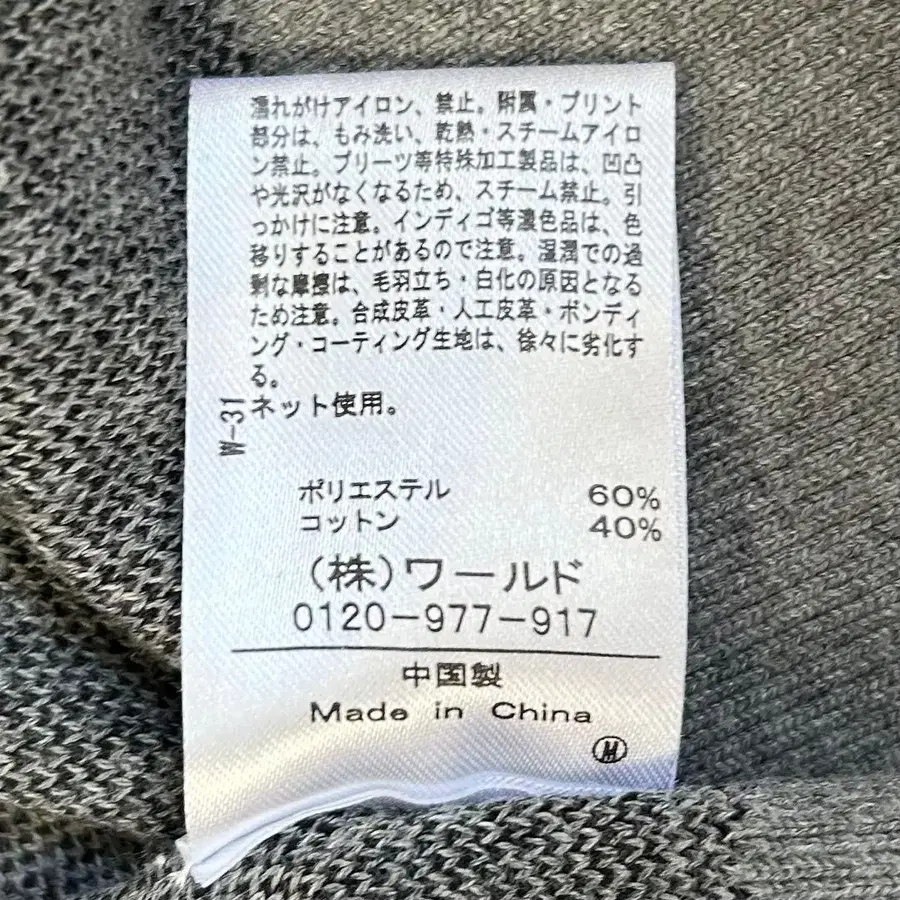 濡れがけアイロン、禁止。附属・プリント
部分は、もみ洗い、乾熱・スチームアイロ
ン禁止。プリーツ等特殊加工製品は、凹凸
や光沢がなくなるため、スチーム禁止。引
っかけに注意。インディゴ等濃色品は、色
移りすることがあるので注意。湿潤での過
剰な摩擦は、毛羽立ち・白化の原因となる
ため注意。合成皮革・人工皮革・ボンディ
ング・コーティング生地は、徐々に劣化す
る。
ネット使用。
W-31
ポリエステル 60%
コットン 40%
(株)ワールド
0120-977-917
中国製
Made in China